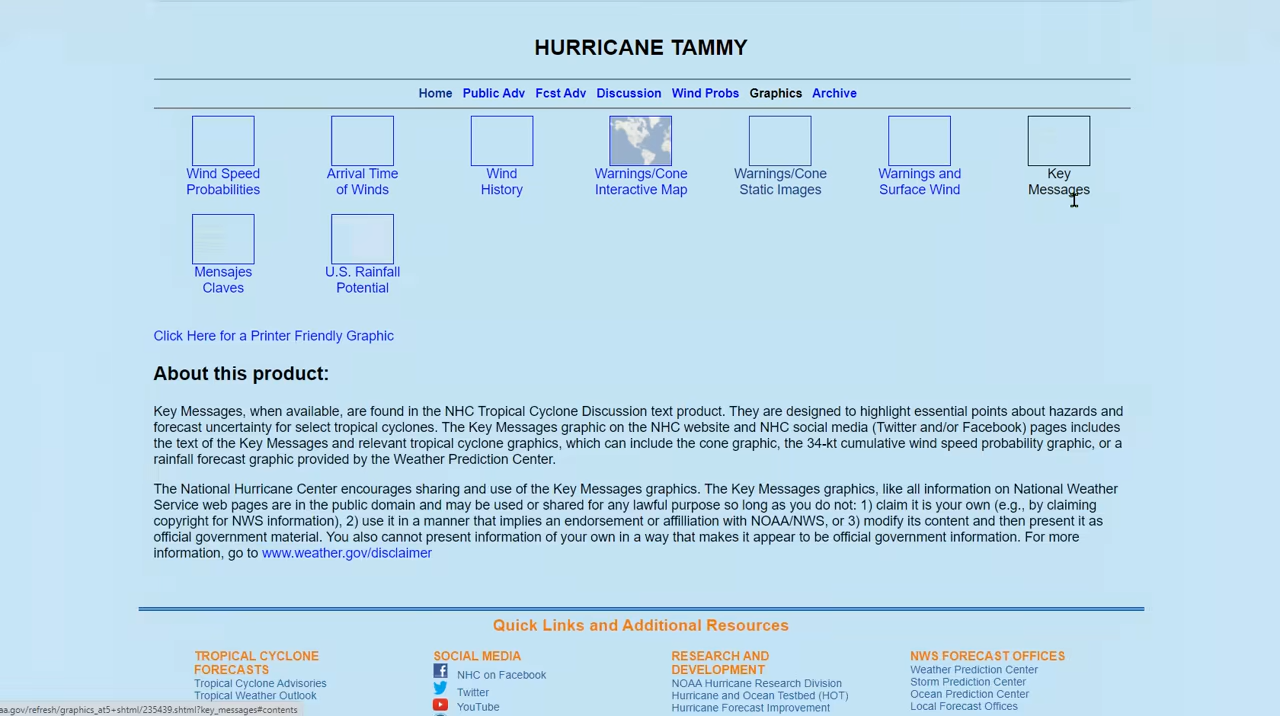 HURRICANE TAMMY
Home Public Adv Fcst Adv Discussion Wind Probs Graphics Archive
Wind Speed Probabilities
Arrival Time of Winds
Wind History
Warnings/Cone Interactive Map
Warnings/Cone Static Images
Warnings and Surface Wind
Key Messages
Mensajes Claves
U.S. Rainfall Potential
Click Here for a Printer Friendly Graphic
About this product:
Key Messages, when available, are found in the NHC Tropical Cyclone Discussion text product. They are designed to highlight essential points about hazards and
forecast uncertainty for select tropical cyclones. The Key Messages graphic on the NHC website and NHC social media (Twitter and/or Facebook) pages includes
the text of the Key Messages and relevant tropical cyclone graphics, which can include the cone graphic, the 34-kt cumulative wind speed probability graphic, or a
rainfall forecast graphic provided by the Weather Prediction Center.
The National Hurricane Center encourages sharing and use of the Key Messages graphics. The Key Messages graphics, like all information on National Weather
Service web pages are in the public domain and may be used or shared for any lawful purpose so long as you do not: 1) claim it is your own (e.g., by claiming
copyright for NWS information), 2) use it in a manner that implies an endorsement or affilliation with NOAA/NWS, or 3) modify its content and then present it as
official government material. You also cannot present information of your own in a way that makes it appear to be official government information. For more
information, go to www.weather.gov/disclaimer
Quick Links and Additional Resources
TROPICAL CYCLONE
FORECASTS
Tropical Cyclone Advisories
Tropical Weather Outlook
SOCIAL MEDIA
NHC on Facebook
Twitter
YouTube
RESEARCH AND
DEVELOPMENT
NOAA Hurricane Research Division
Hurricane and Ocean Testbed (HOT)
Hurricane Forecast Improvement
NWS FORECAST OFFICES
Weather Prediction Center
Storm Prediction Center
Ocean Prediction Center
Local Forecast Offices
aa.gov/refresh/graphics_at5+shtml/235439.shtml?key_messages#contents